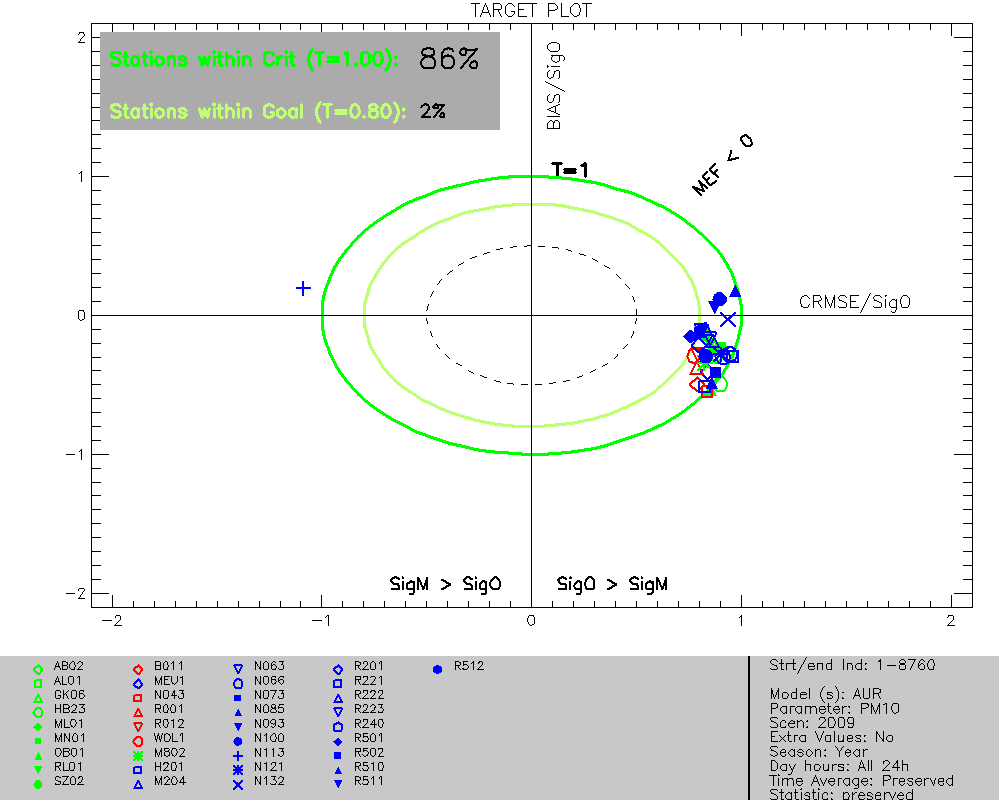 TARGET PLOT
Stations within Crit (T=1.00): 86%
Stations within Goal (T=0.80): 2%
BIAS/SigO
T=1
MEF < 0
CRMSE/SigO
2
1
0
-1
-2
SigM > SigO
SigO > SigM
-2 -1 0 1 2
AB02
AL01
GK06
HB23
ML01
MN01
OB01
RL01
SZ02
B011
MEV1
N043
R001
R012
WOL1
M802
H201
M204
N063
N066
N073
N085
N093
N100
N113
N121
N132
R201
R221
R222
R223
R240
R501
R502
R510
R511
R512
Strt/end Ind: 1-8760
Model (s): AUR
Parameter: PM10
Scen: 2009
Extra Values: No
Season: Year
Day hours: All 24h
Time Average: Preserved
Statistic: preserved